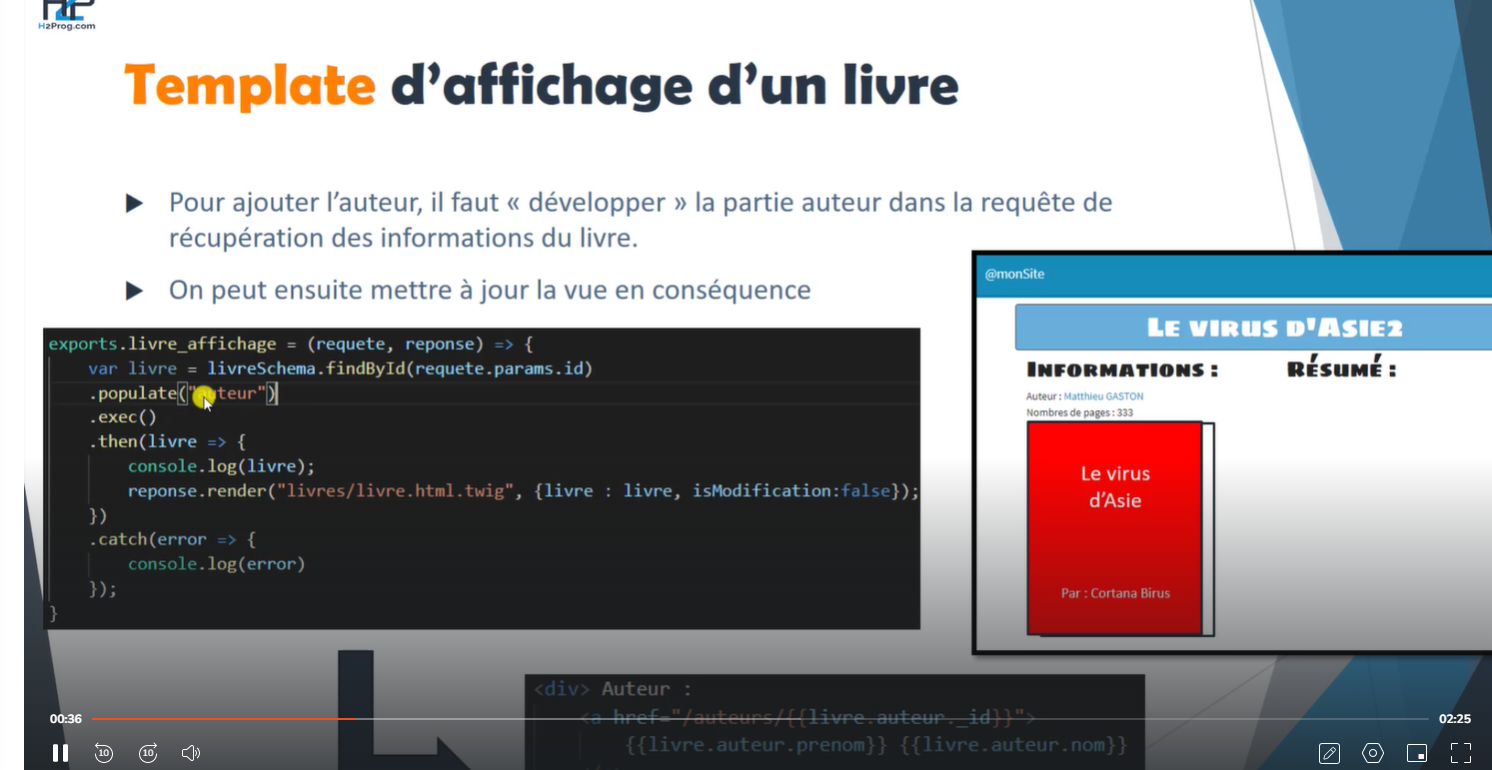 H2Prog.com
Template d’affichage d’un livre
Pour ajouter l’auteur, il faut « développer » la partie auteur dans la requête de
récupération des informations du livre.
On peut ensuite mettre à jour la vue en conséquence
exports.livre_affichage = (requete, reponse) => {
var livre = livreSchema.findById(requete.params.id)
.populate("auteur")
.exec()
.then(livre => {
console.log(livre);
reponse.render("livres/livre.html.twig", {livre : livre, isModification:false});
})
.catch(error => {
console.log(error)
});
}
@monSite
Le virus d'Asie2
Informations :
Résumé :
Auteur : Matthieu GASTON
Nombres de pages : 333
Le virus
d’Asie
Par : Cortana Birus
<div> Auteur :
<a href="/auteurs/{{livre.auteur._id}}">
{{livre.auteur.prenom}} {{livre.auteur.nom}}
00:36
02:25
10
10